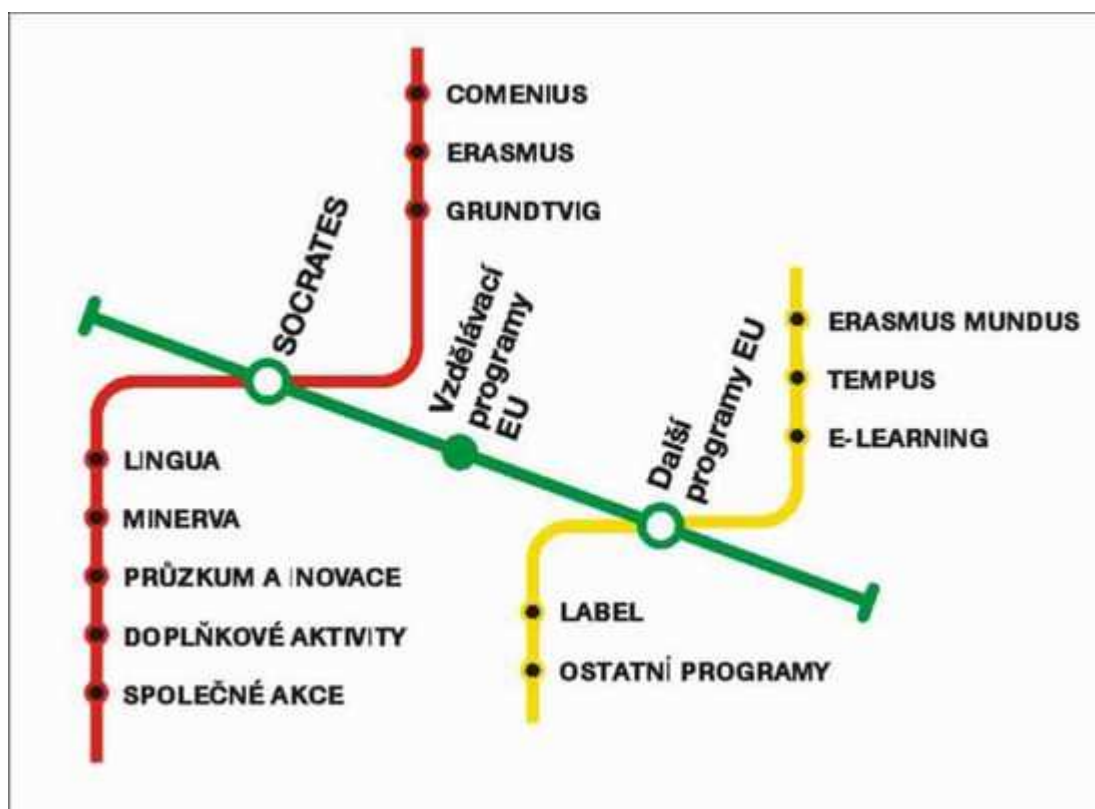 COMENIUS
ERASMUS
GRUNDTVIG
SOCRATES
Vzdělávací
programy
EU
Další
programy EU
ERASMUS MUNDUS
TEMPUS
E-LEARNING
LINGUA
MINERVA
PRŮZKUM A INOVACE
DOPLŇKOVÉ AKTIVITY
SPOLEČNÉ AKCE
LABEL
OSTATNÍ PROGRAMY